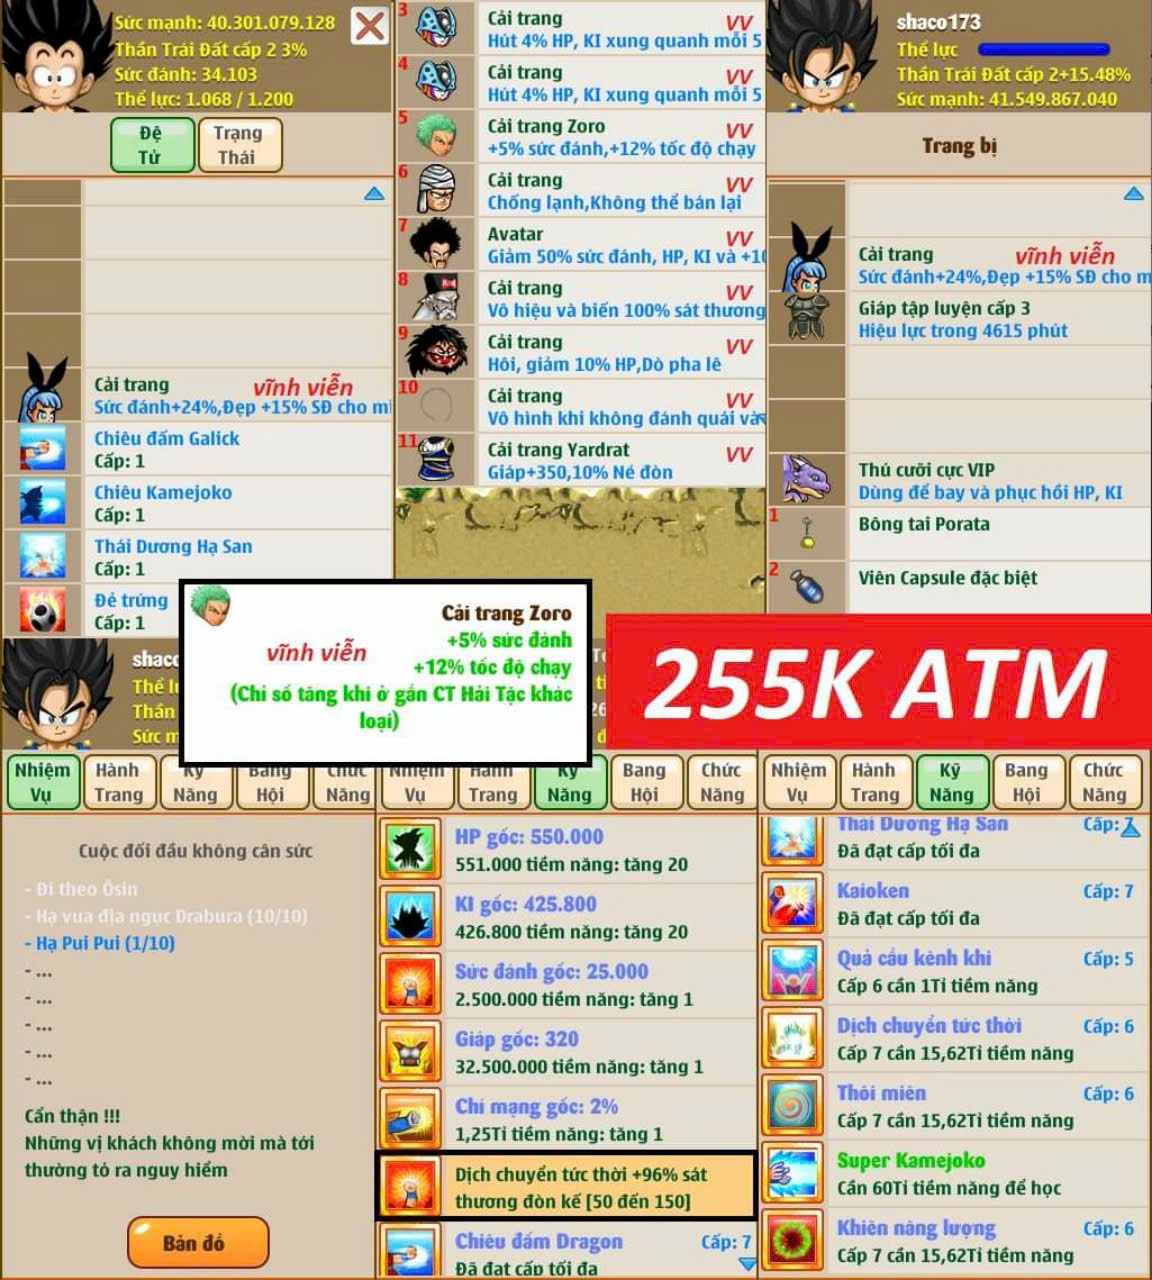 Sức mạnh: 40.301.079.128
Thần Trái Đất cấp 2 3%
Sức đánh: 34.103
Thể lực: 1.068 / 1.200
Đệ
Tử
Trạng
Thái
Cải trang
vĩnh viễn
Sức đánh+24%,Đẹp +15% SĐ cho mì
Chiêu đấm Galick
Cấp: 1
Chiêu Kamejoko
Cấp: 1
Thái Dương Hạ San
Cấp: 1
Đẻ trứng
Cấp: 1
3
Cải trang
VV
Hút 4% HP, KI xung quanh mỗi 5
4
Cải trang
VV
Hút 4% HP, KI xung quanh mỗi 5
5
Cải trang Zoro
VV
+5% sức đánh,+12% tốc độ chạy
6
Cải trang
VV
Chống lạnh,Không thể bán lại
7
Avatar
VV
Giảm 50% sức đánh, HP, KI và +10
8
Cải trang
VV
Vô hiệu và biến 100% sát thương
9
Cải trang
VV
Hôi, giảm 10% HP,Dò pha lê
10
Cải trang
VV
Vô hình khi không đánh quái và
11
Cải trang Yardrat
VV
Giáp+350,10% Né đòn
shaco173
Thể lực
Thần Trái Đất cấp 2+15.48%
Sức mạnh: 41.549.867.040
Trang bị
Cải trang
vĩnh viễn
Sức đánh+24%,Đẹp +15% SĐ cho m
Giáp tập luyện cấp 3
Hiệu lực trong 4615 phút
Thú cưỡi cực VIP
Dùng để bay và phục hồi HP, KI
1
Bông tai Porata
2
Viên Capsule đặc biệt
Cải trang Zoro
vĩnh viễn
+5% sức đánh
+12% tốc độ chạy
(Chỉ số tăng khi ở gần CT Hải Tặc khác
loại)
255K ATM
shac
Thể l
Thần
Sức m
Nhiệm
Vụ
Hành
Trang
Kỹ
Năng
Bang
Hội
Chức
Năng
Cuộc đối đầu không cân sức
- Đi theo Ôsin
- Hạ vua địa ngục Drabura (10/10)
- Hạ Pui Pui (1/10)
- ...
- ...
- ...
- ...
- ...
Cẩn thận !!!
Những vị khách không mời mà tới
thường tỏ ra nguy hiểm
Bản đồ
Nhiệm
Vụ
Hành
Trang
Kỹ
Năng
Bang
Hội
Chức
Năng
HP gốc: 550.000
551.000 tiềm năng: tăng 20
KI gốc: 425.800
426.800 tiềm năng: tăng 20
Sức đánh gốc: 25.000
2.500.000 tiềm năng: tăng 1
Giáp gốc: 320
32.500.000 tiềm năng: tăng 1
Chí mạng gốc: 2%
1,25Tỉ tiềm năng: tăng 1
Dịch chuyển tức thời +96% sát
thương đòn kế [50 đến 150]
Chiêu đấm Dragon
Cấp: 7
Đã đạt cấp tối đa
Nhiệm
Vụ
Hành
Trang
Kỹ
Năng
Bang
Hội
Chức
Năng
Thái Dương Hạ San
Cấp: 7
Đã đạt cấp tối đa
Kaioken
Cấp: 7
Đã đạt cấp tối đa
Quả cầu kênh khi
Cấp: 5
Cấp 6 cần 1Tỉ tiềm năng
Dịch chuyển tức thời
Cấp: 6
Cấp 7 cần 15,62Tỉ tiềm năng
Thôi miên
Cấp: 6
Cấp 7 cần 15,62Tỉ tiềm năng
Super Kamejoko
Cần 60Tỉ tiềm năng để học
Khiên năng lượng
Cấp: 6
Cấp 7 cần 15,62Tỉ tiềm năng